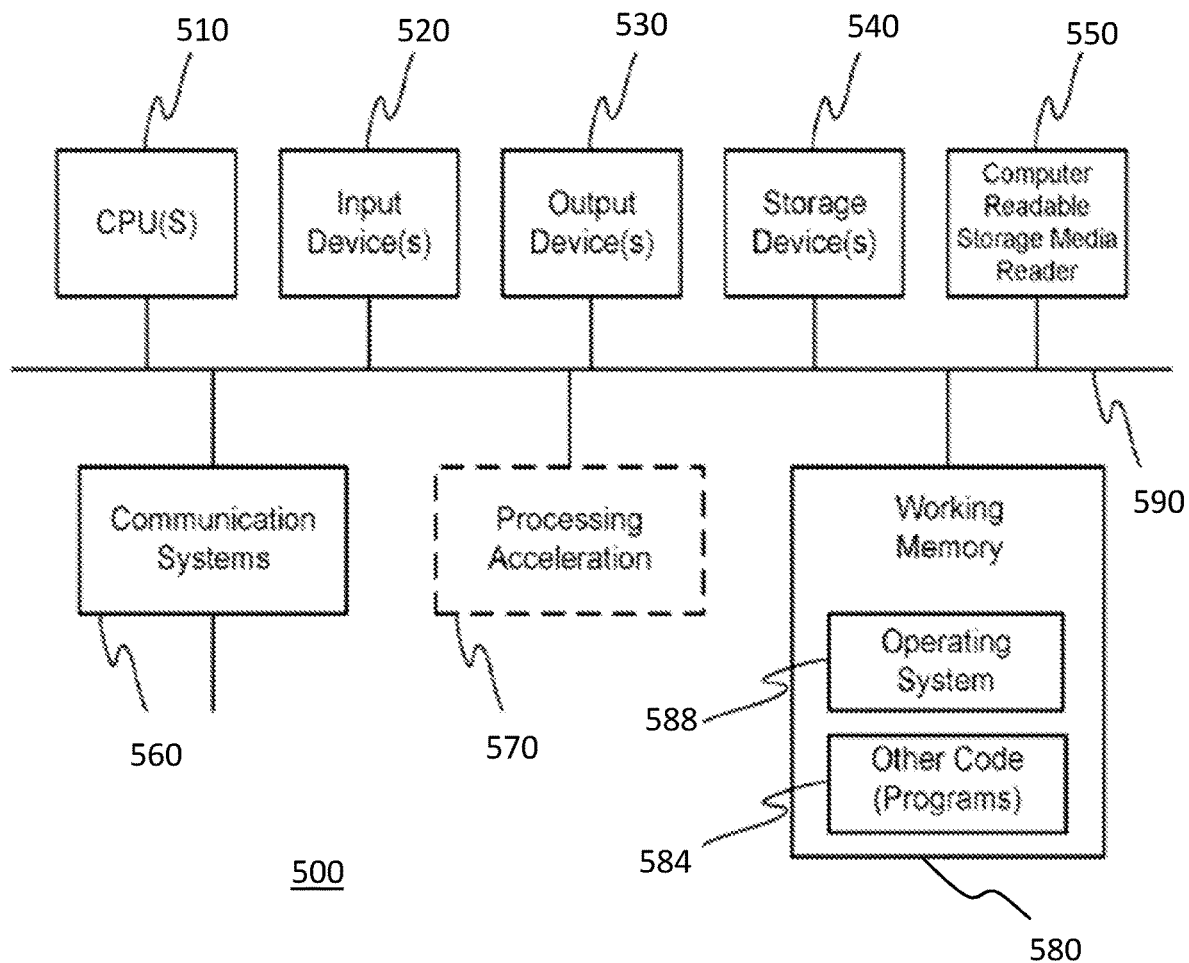 510
520
530
540
550
CPU(S)
Input
Device(s)
Output
Device(s)
Storage
Device(s)
Computer
Readable
Storage Media
Reader
590
Communication
Systems
Processing
Acceleration
Working
Memory
Operating
System
588
Other Code
(Programs)
584
560
570
500
580